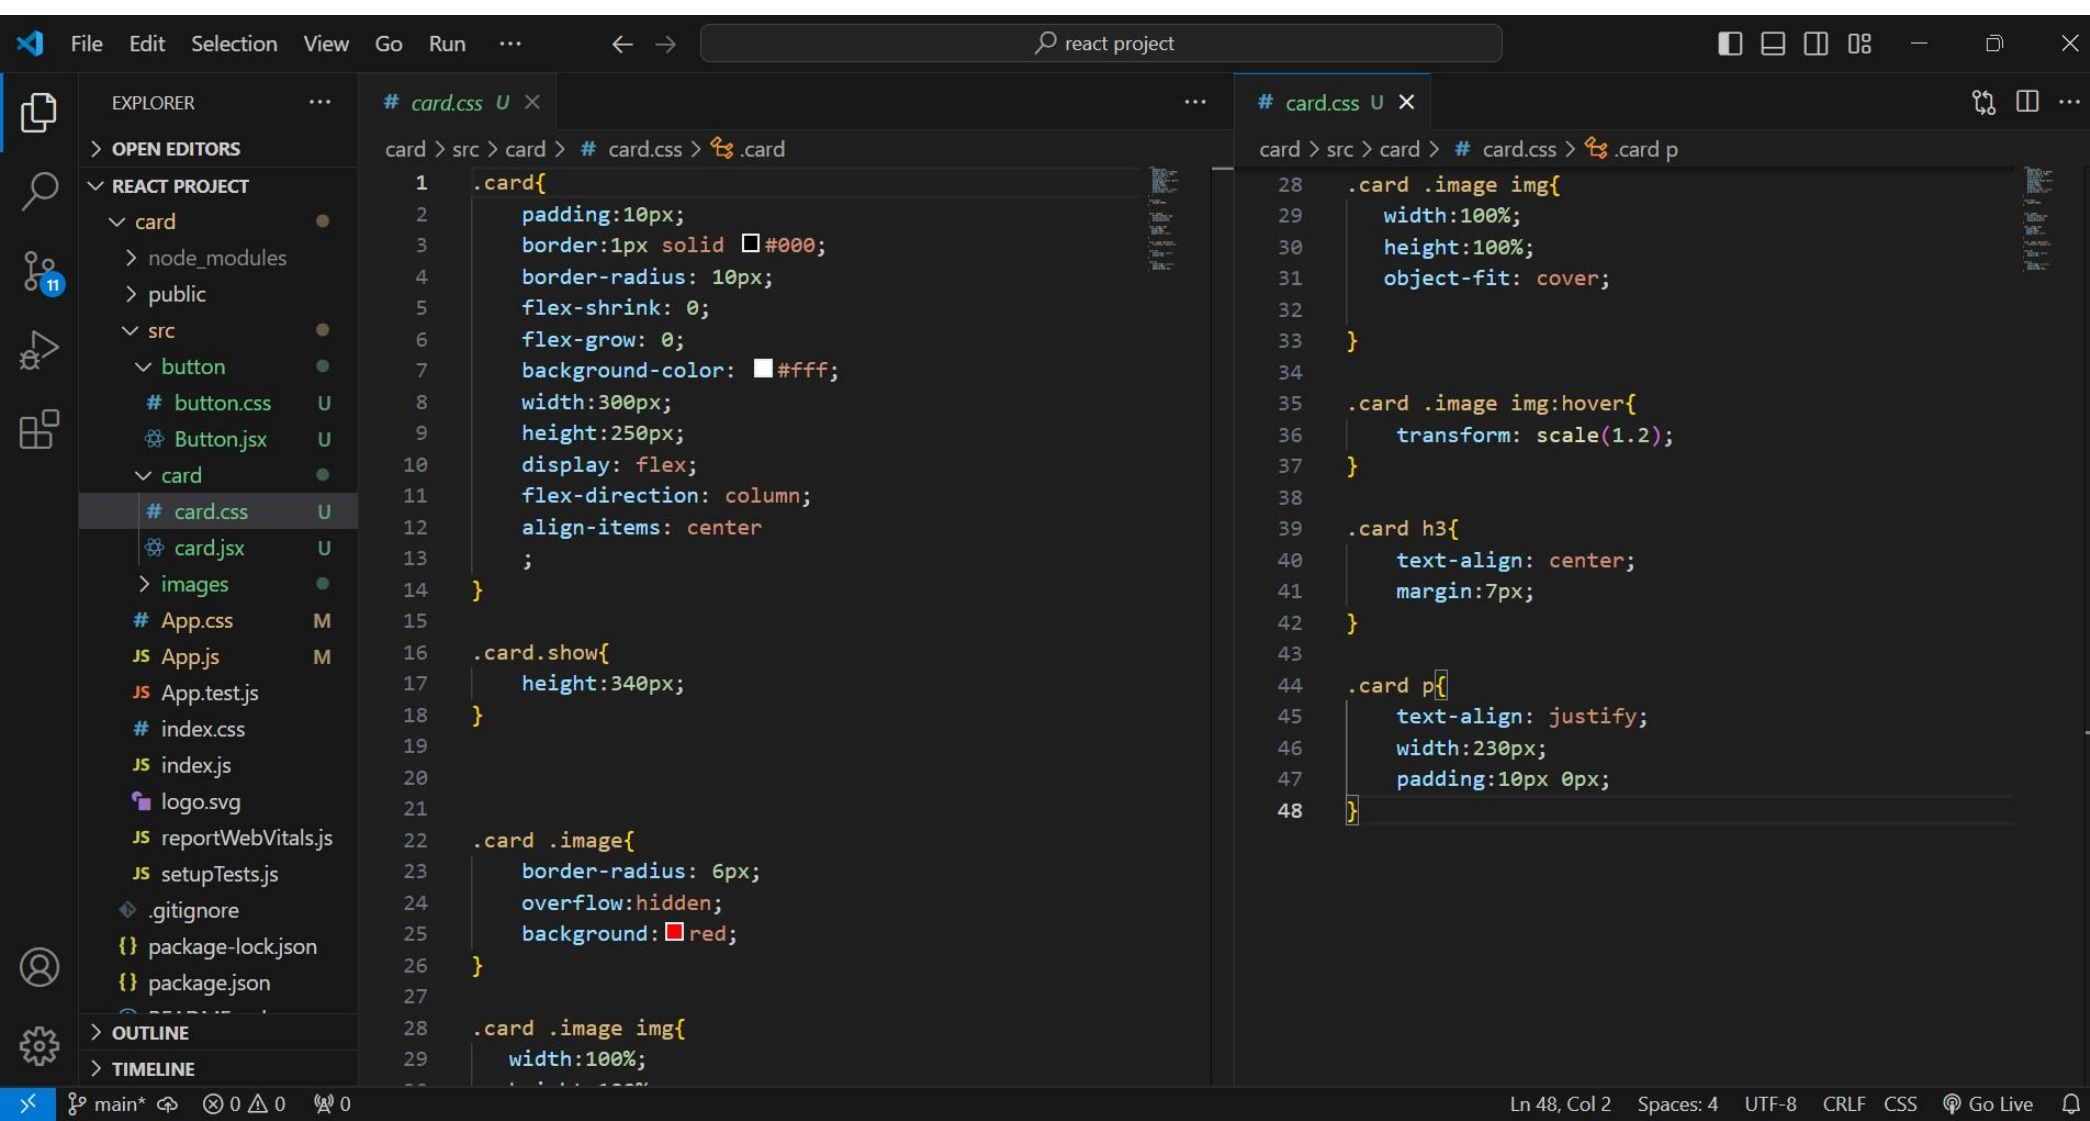 File Edit Selection View Go Run ··· react project
EXPLORER ···
OPEN EDITORS
REACT PROJECT
card
node_modules
public
src
button
# button.css U
Button.jsx U
card
# card.css U
card.jsx U
images
# App.css M
JS App.js M
JS App.test.js
# index.css
JS index.js
logo.svg
JS reportWebVitals.js
JS setupTests.js
.gitignore
{} package-lock.json
{} package.json
OUTLINE
TIMELINE
11
# card.css U ···
card > src > card > # card.css > .card
1 .card{
2 padding:10px;
3 border:1px solid #000;
4 border-radius: 10px;
5 flex-shrink: 0;
6 flex-grow: 0;
7 background-color: #fff;
8 width:300px;
9 height:250px;
10 display: flex;
11 flex-direction: column;
12 align-items: center
13 ;
14 }
15
16 .card.show{
17 height:340px;
18 }
19
20
21
22 .card .image{
23 border-radius: 6px;
24 overflow:hidden;
25 background: red;
26 }
27
28 .card .image img{
29 width:100%;
# card.css U ···
card > src > card > # card.css > .card p
28 .card .image img{
29 width:100%;
30 height:100%;
31 object-fit: cover;
32
33 }
34
35 .card .image img:hover{
36 transform: scale(1.2);
37 }
38
39 .card h3{
40 text-align: center;
41 margin:7px;
42 }
43
44 .card p{
45 text-align: justify;
46 width:230px;
47 padding:10px 0px;
48 }
main* 0 0 0 Ln 48, Col 2 Spaces: 4 UTF-8 CRLF CSS Go Live